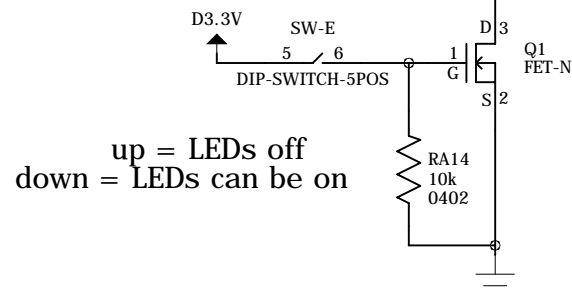 D3.3V
SW-E
5 6
DIP-SWITCH-5POS
D 3
1
G
Q1
FET-N
S 2
up = LEDs off
down = LEDs can be on
RA14
10k
0402